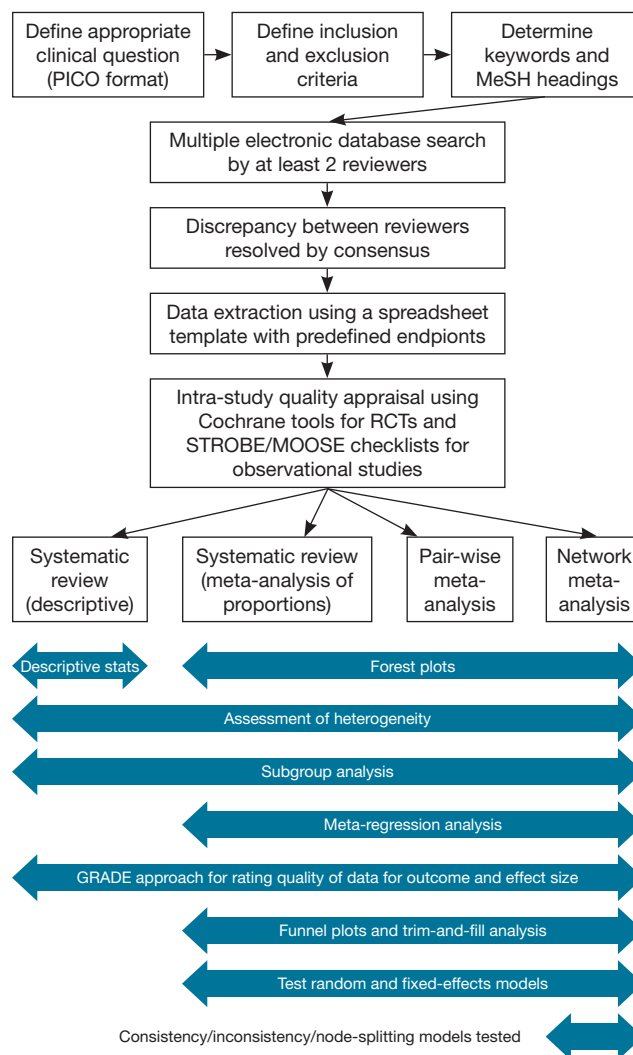 Define appropriate
clinical question
(PICO format)
Define inclusion
and exclusion
criteria
Determine
keywords and
MeSH headings
Multiple electronic database search
by at least 2 reviewers
Discrepancy between reviewers
resolved by consensus
Data extraction using a spreadsheet
template with predefined endpionts
Intra-study quality appraisal using
Cochrane tools for RCTs and
STROBE/MOOSE checklists for
observational studies
Systematic
review
(descriptive)
Systematic review
(meta-analysis of
proportions)
Pair-wise
meta-
analysis
Network
meta-
analysis
Descriptive stats
Forest plots
Assessment of heterogeneity
Subgroup analysis
Meta-regression analysis
GRADE approach for rating quality of data for outcome and effect size
Funnel plots and trim-and-fill analysis
Test random and fixed-effects models
Consistency/inconsistency/node-splitting models tested